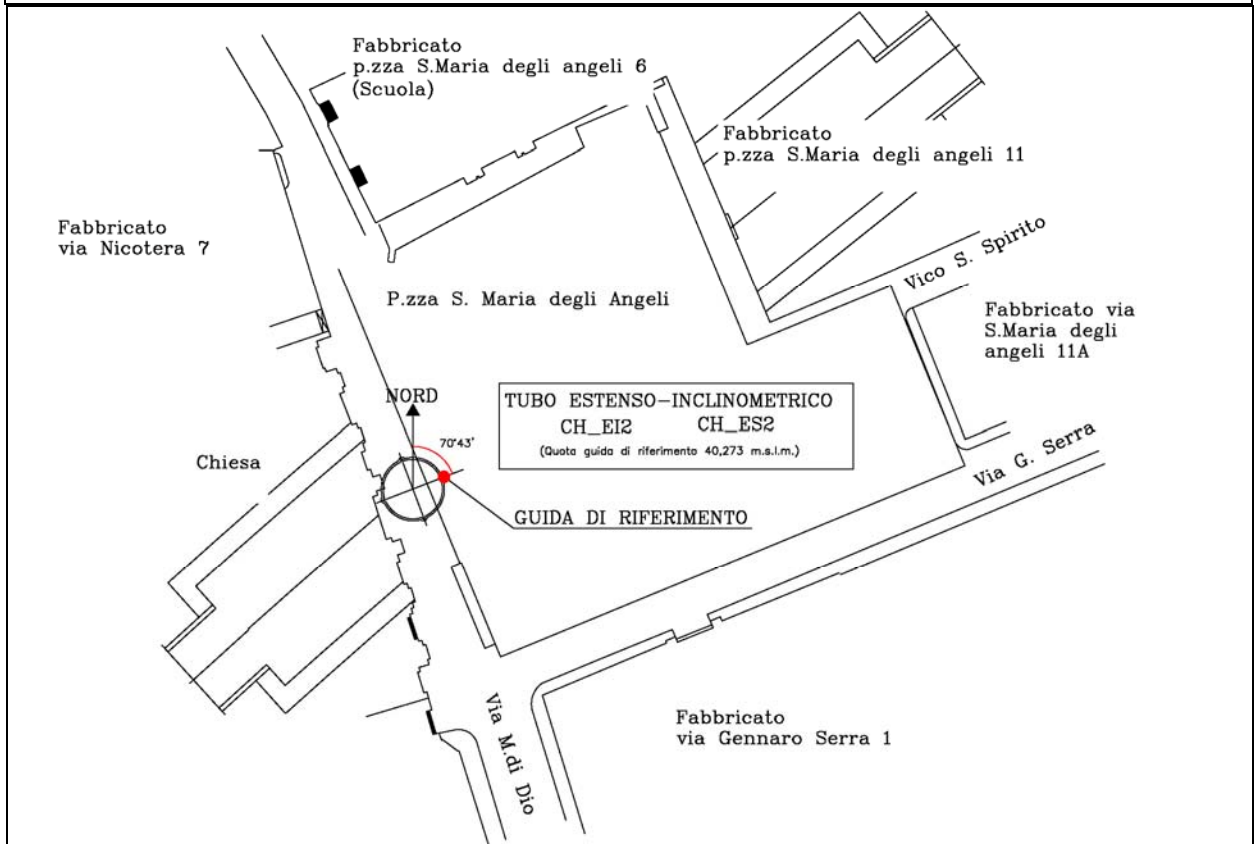 Fabbricato
p.zza S.Maria degli angeli 6
(Scuola)
Fabbricato
p.zza S.Maria degli angeli 11
Fabbricato
via Nicotera 7
Vico S. Spirito
P.zza S. Maria degli Angeli
Fabbricato via
S.Maria degli
angeli 11A
NORD
70°43'
TUBO ESTENSO-INCLINOMETRICO
CH_EI2 CH_ES2
(Quota guida di riferimento 40,273 m.s.l.m.)
Chiesa
Via G. Serra
GUIDA DI RIFERIMENTO
Via M.di Dio
Fabbricato
via Gennaro Serra 1